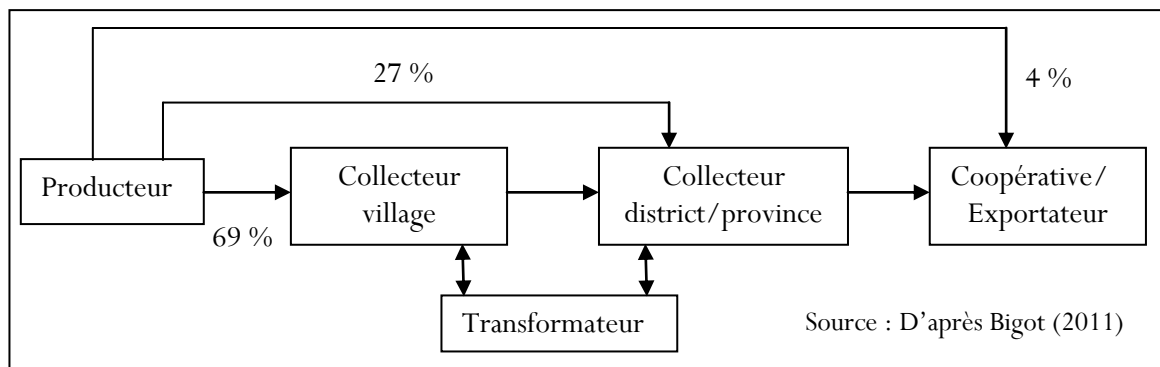 27 %
4 %
Producteur
Collecteur
village
Collecteur
district/province
Coopérative/
Exportateur
69 %
Transformateur
Source : D’après Bigot (2011)